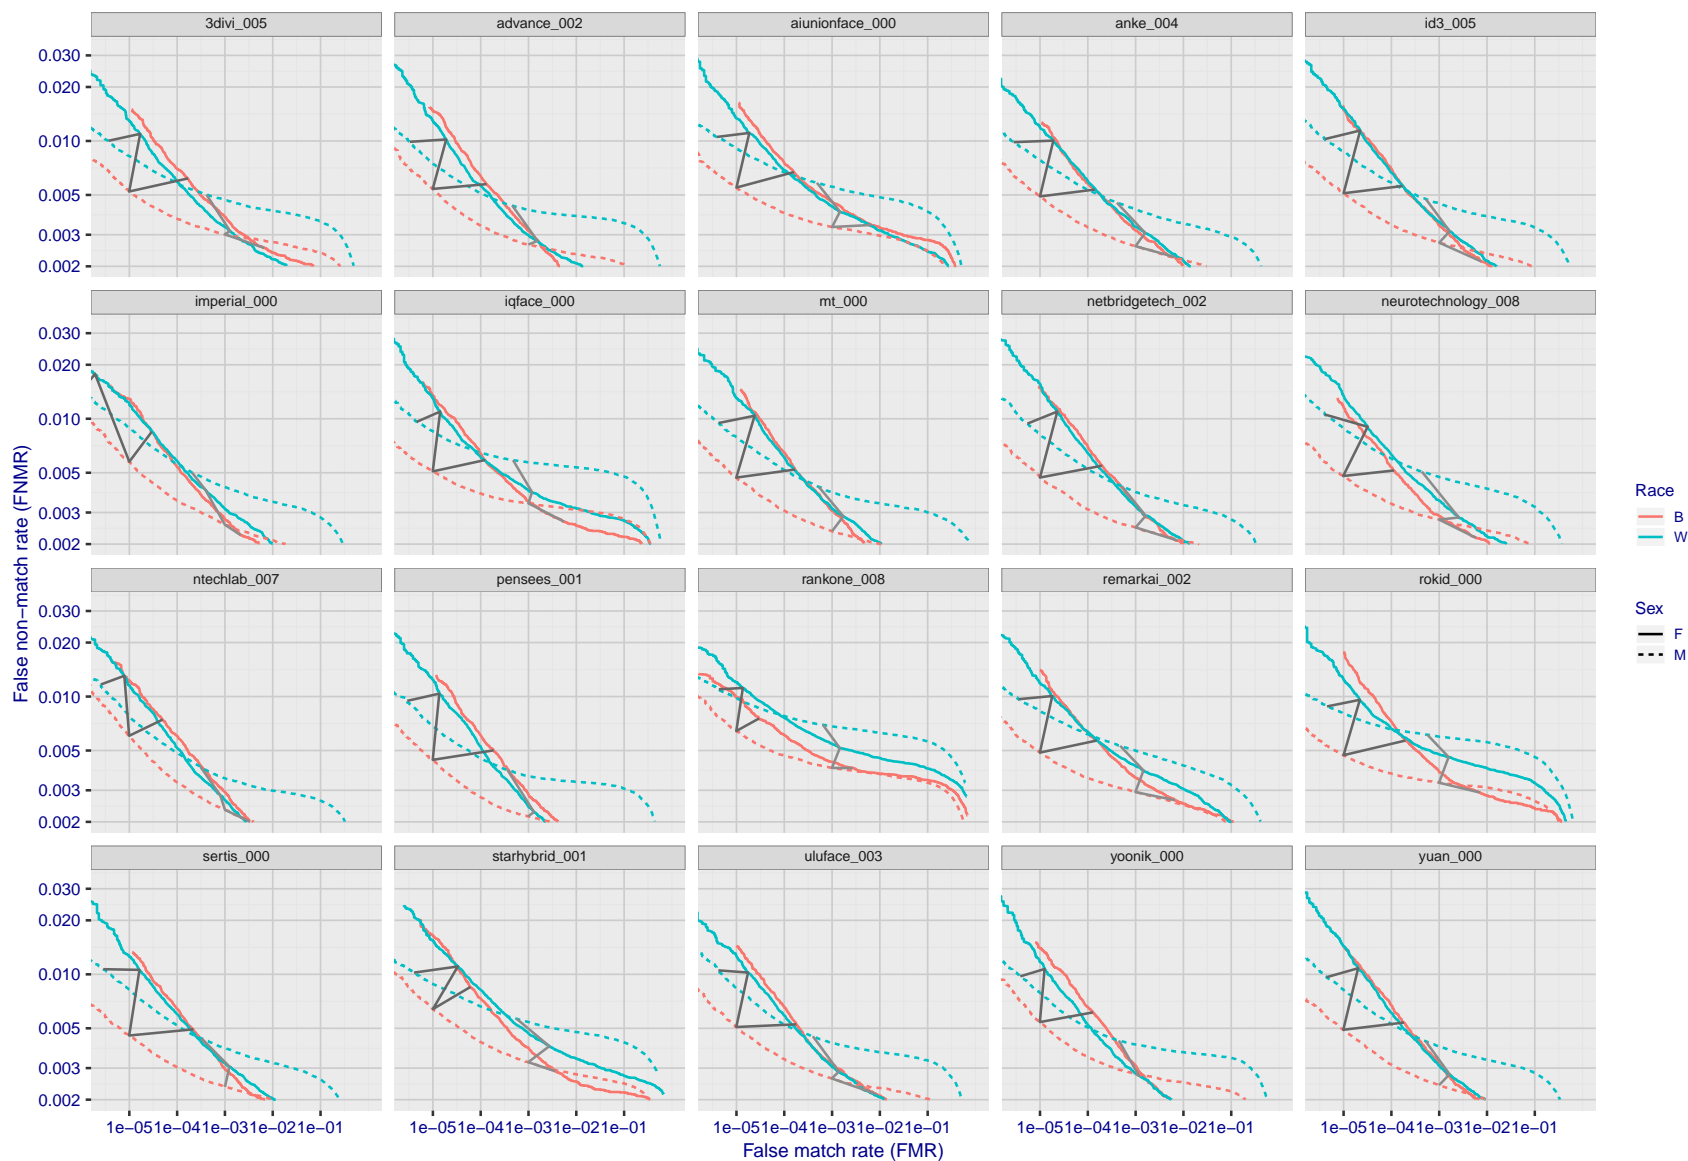 3divi_005 advance_002 aiunionface_000 anke_004 id3_005
0.030
0.020
0.010
0.005
0.003
0.002
imperial_000 iqface_000 mt_000 netbridgetech_002 neurotechnology_008
0.030
0.020
0.010
0.005
0.003
0.002
ntechlab_007 pensees_001 rankone_008 remarkai_002 rokid_000
0.030
0.020
0.010
0.005
0.003
0.002
sertis_000 starhybrid_001 uluface_003 yoonik_000 yuan_000
0.030
0.020
0.010
0.005
0.003
0.002
1e−051e−041e−031e−021e−01 1e−051e−041e−031e−021e−01 1e−051e−041e−031e−021e−01 1e−051e−041e−031e−021e−01 1e−051e−041e−031e−021e−01
False match rate (FMR)
False non−match rate (FNMR)
Race
B
W
Sex
F
M